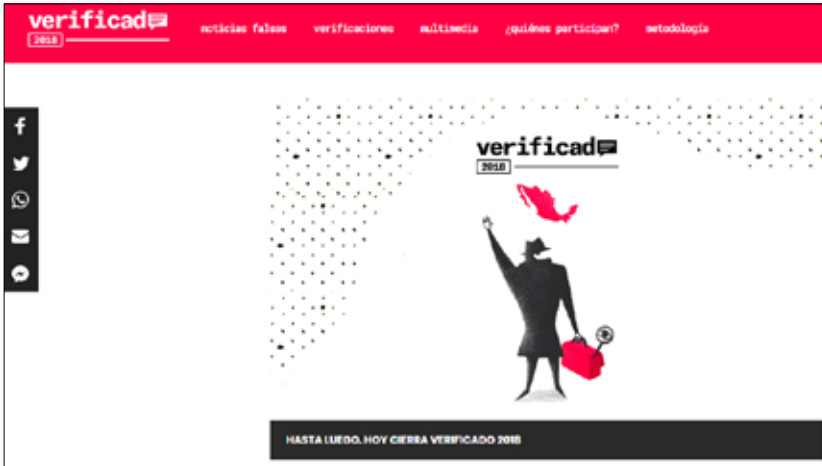 verificado
2018
noticias falsas verificaciones multimedia ¿quiénes participan? metodología
verificado
2018
HASTA LUEGO. HOY CIERRA VERIFICADO 2018